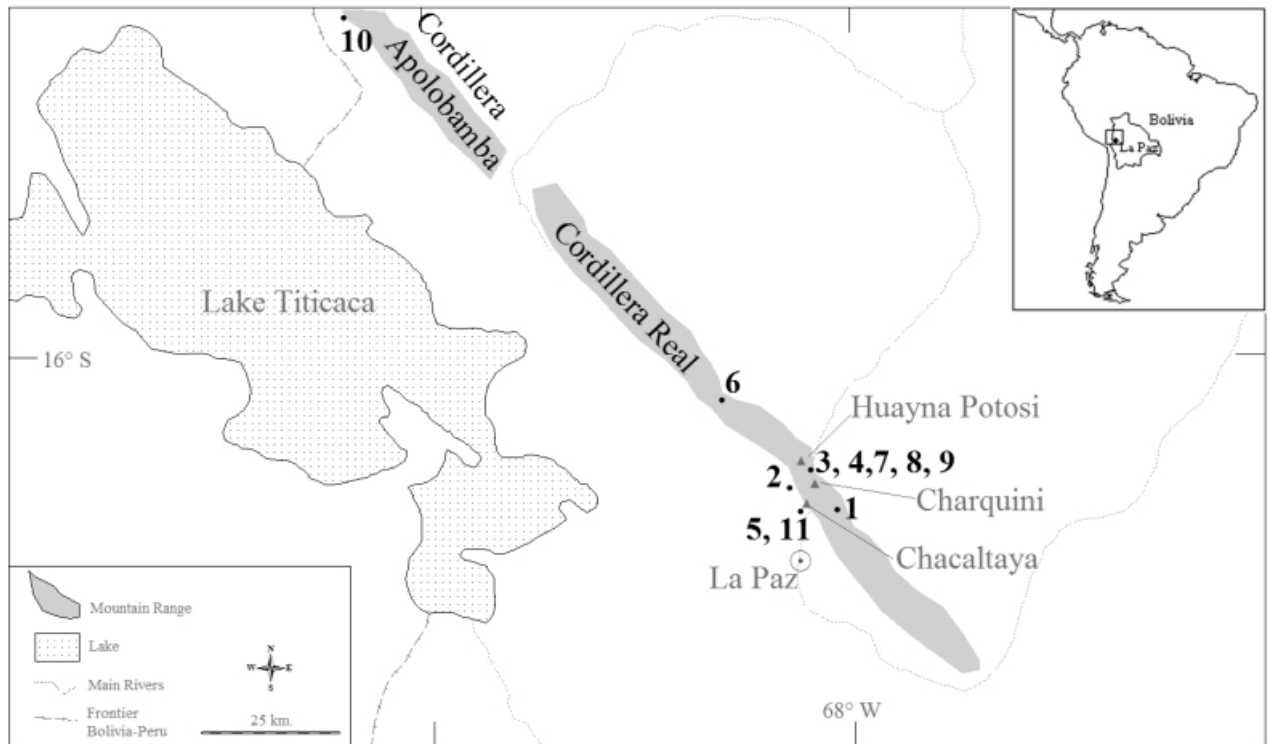 10
Cordillera
Apolobamba
Bolivia
La Paz
Cordillera Real
Lake Titicaca
16° S
6
Huayna Potosi
3, 4,7, 8, 9
2
Charquini
1
5, 11
Chacaltaya
La Paz
Mountain Range
Lake
N
W E
S
Main Rivers
Frontier
Bolivia-Peru
25 km.
68° W